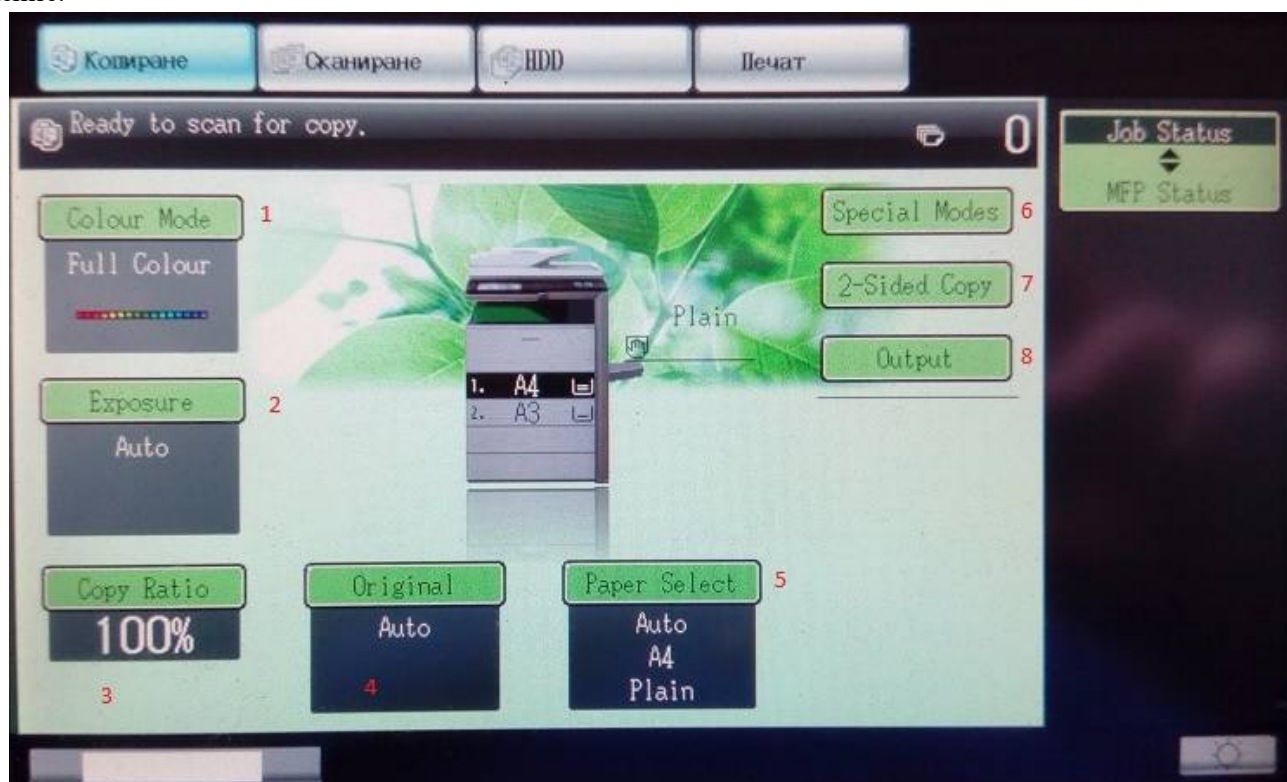 Копиране
Сканиране
HDD
Печат
Ready to scan for copy.
0
Job Status
MFP Status
Colour Mode
1
Full Colour
Special Modes
6
2-Sided Copy
7
Plain
Output
8
1. A4
2. A3
Exposure
2
Auto
Copy Ratio
100%
3
Original
Auto
4
Paper Select
5
Auto
A4
Plain